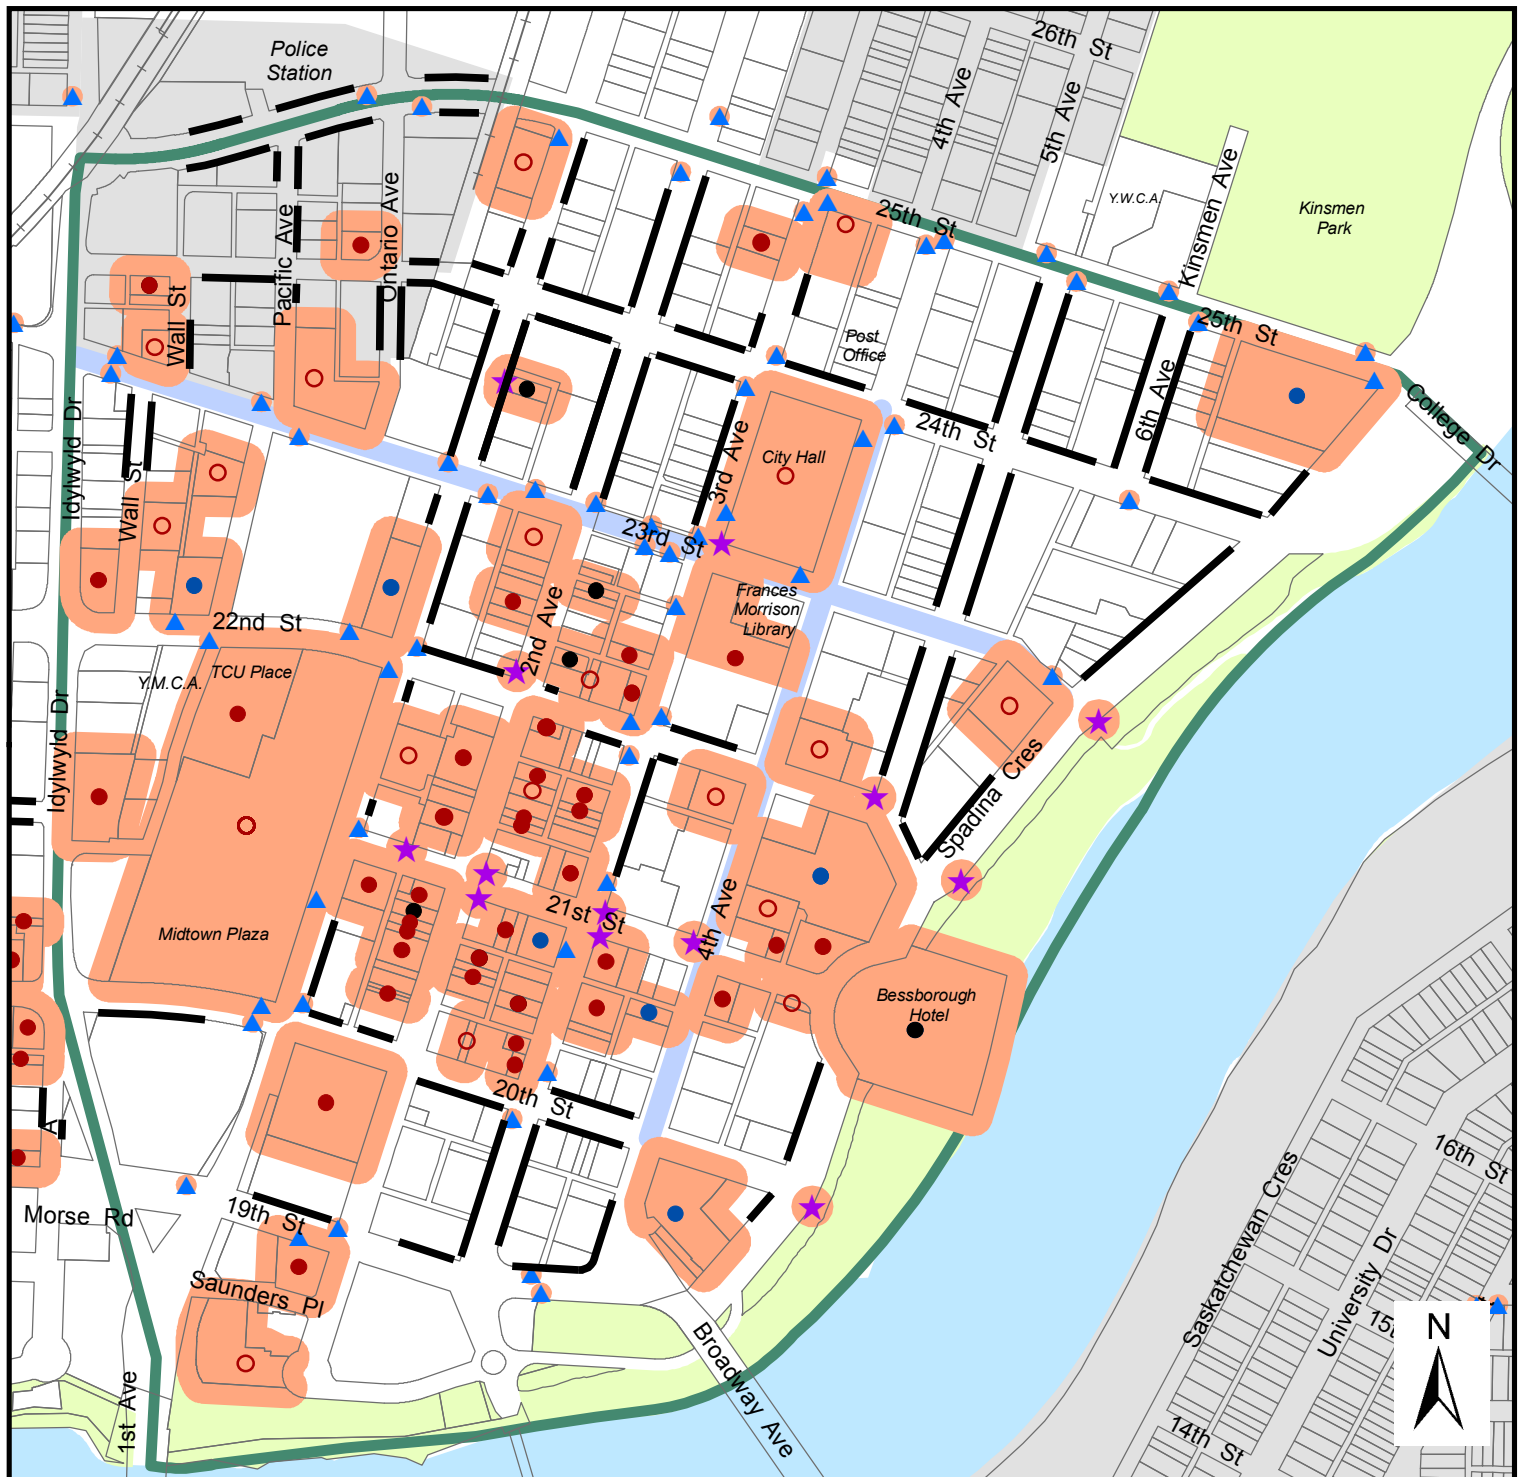 Police
Station
26th St
4th Ave
5th Ave
Kinsmen Ave
Y.W.C.A.
Kinsmen
Park
25th St
Ontario Ave
Pacific Ave
Wall St
25th St
Post
Office
6th Ave
24th St
College Dr
Idylwyld Dr
Wall St
3rd Ave
City Hall
23rd St
22nd St
2nd Ave
Frances
Morrison
Library
TCU Place
Y.M.C.A.
Idylwyld Dr
Spadina Cres
21st St
4th Ave
Midtown Plaza
Bessborough
Hotel
20th St
A
16th St
Saskatchewan Cres
University Dr
Morse Rd
19th St
Saunders Pl
15t
N
Broadway Ave
1st Ave
14th St